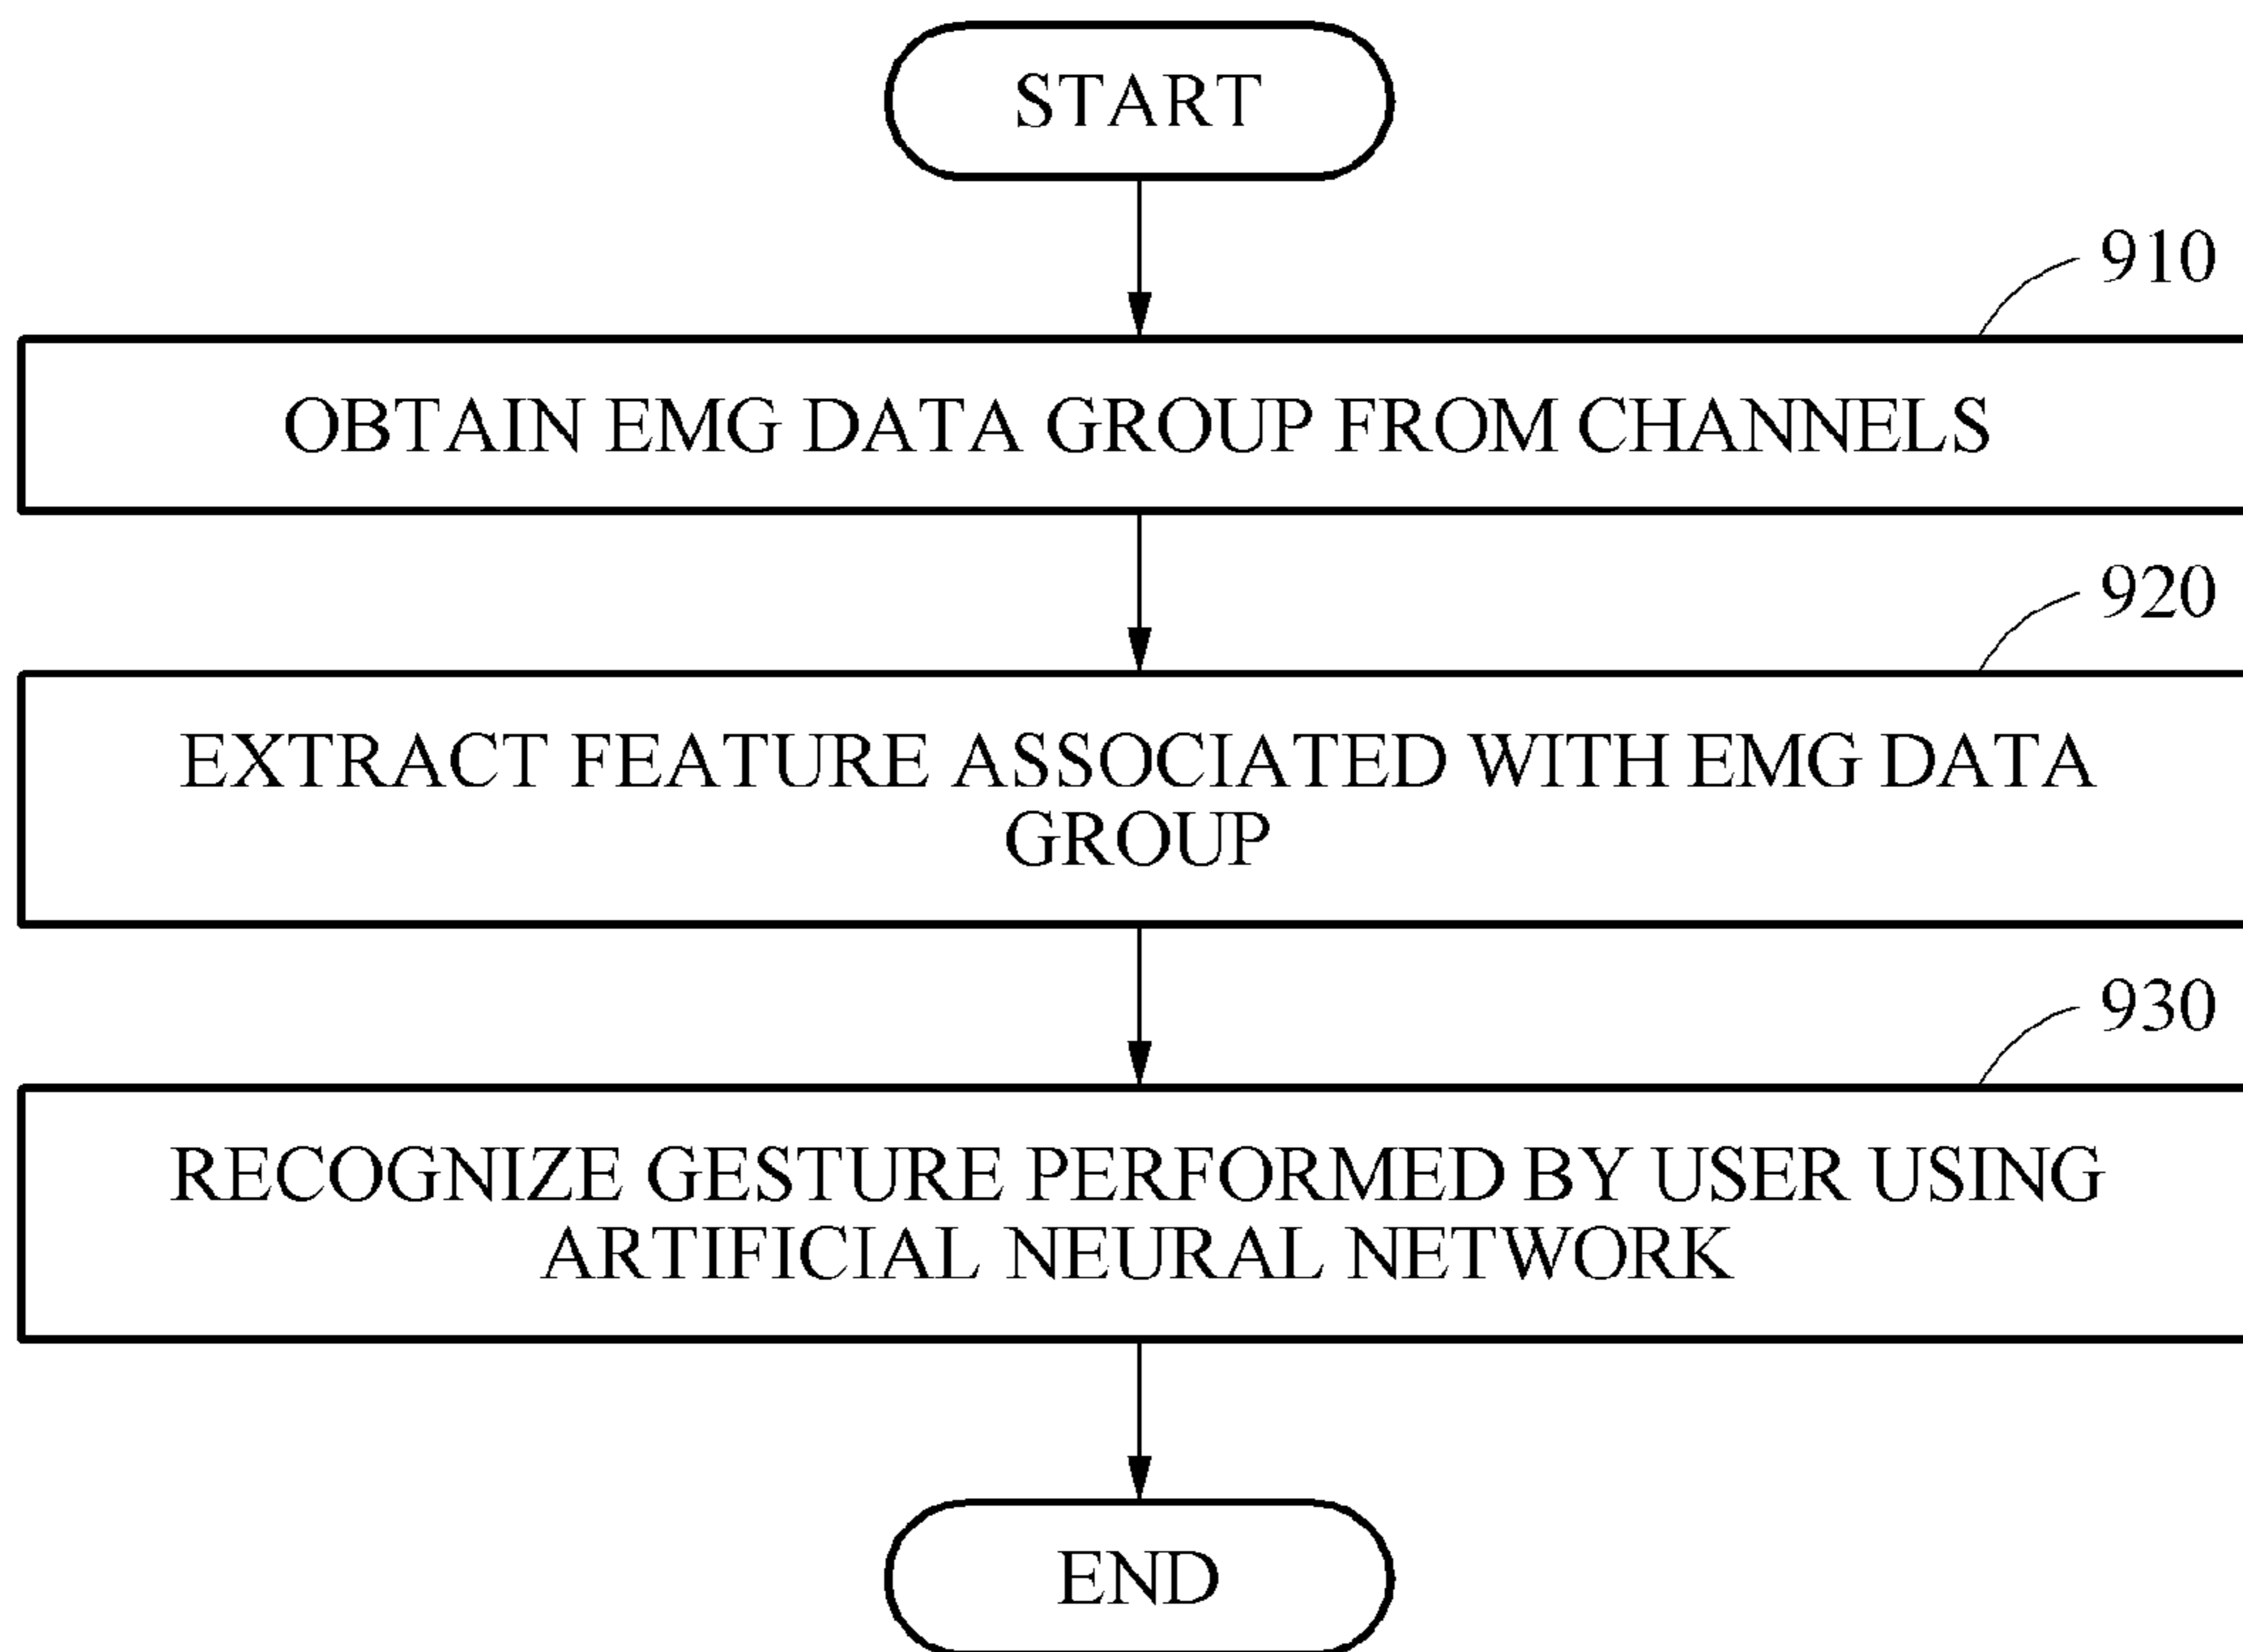 START
910
OBTAIN EMG DATA GROUP FROM CHANNELS
920
EXTRACT FEATURE ASSOCIATED WITH EMG DATA
GROUP
930
RECOGNIZE GESTURE PERFORMED BY USER USING
ARTIFICIAL NEURAL NETWORK
END